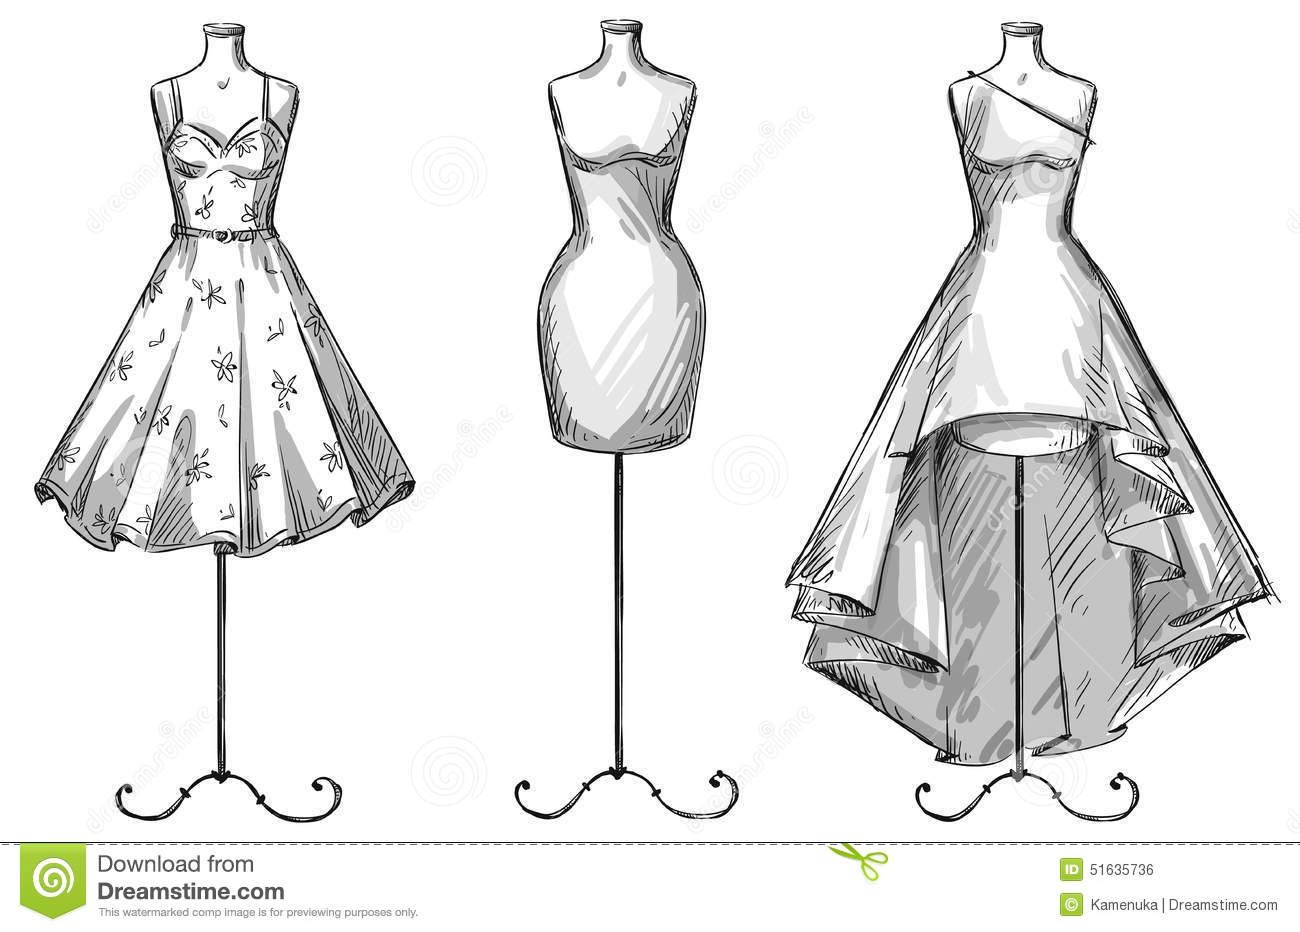 Download from
Dreamstime.com
This watermarked comp image is for previewing purposes only.
ID 51635736
© Kamenuka | Dreamstime.com